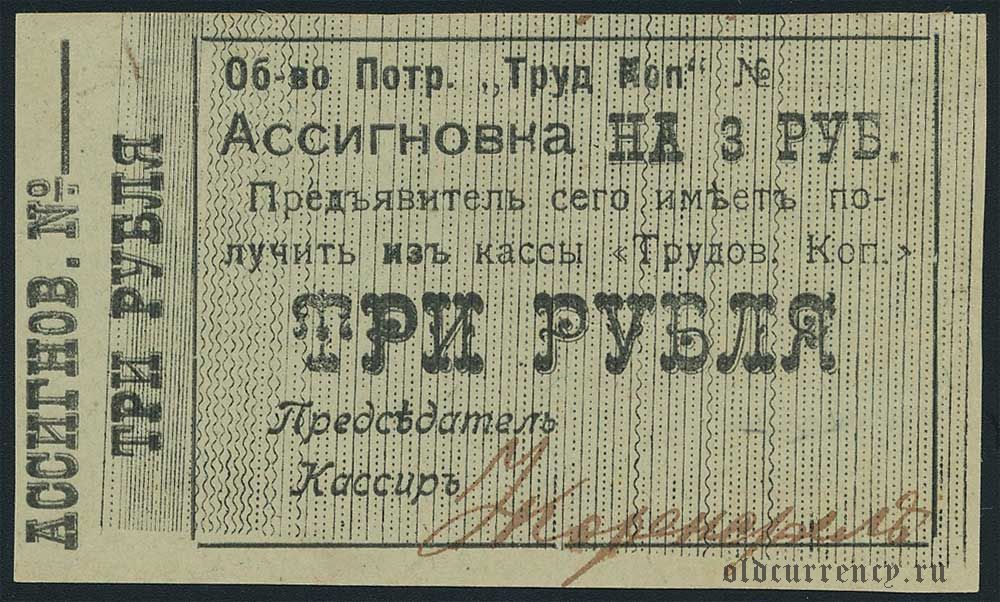 АССИГНОВ. №
ТРИ РУБЛЯ
Об-во Потр. „Труд Коп“ №
Ассигновка НА 3 РУБ.
Предъявитель сего имѣетъ по-
лучить изъ кассы «Трудов. Коп.»
ТРИ РУБЛЯ
Предсѣдатель
Кассиръ
oldcurrency.ru